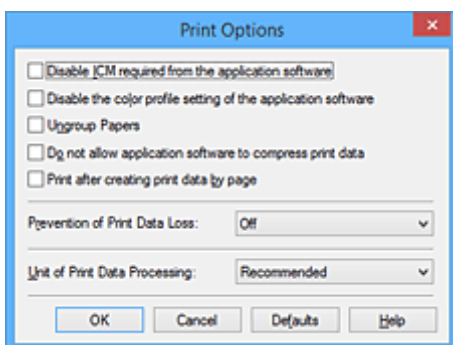 Print Options
Disable ICM required from the application software
Disable the color profile setting of the application software
Ungroup Papers
Do not allow application software to compress print data
Print after creating print data by page
Prevention of Print Data Loss: Off
Unit of Print Data Processing: Recommended
OK Cancel Defaults Help